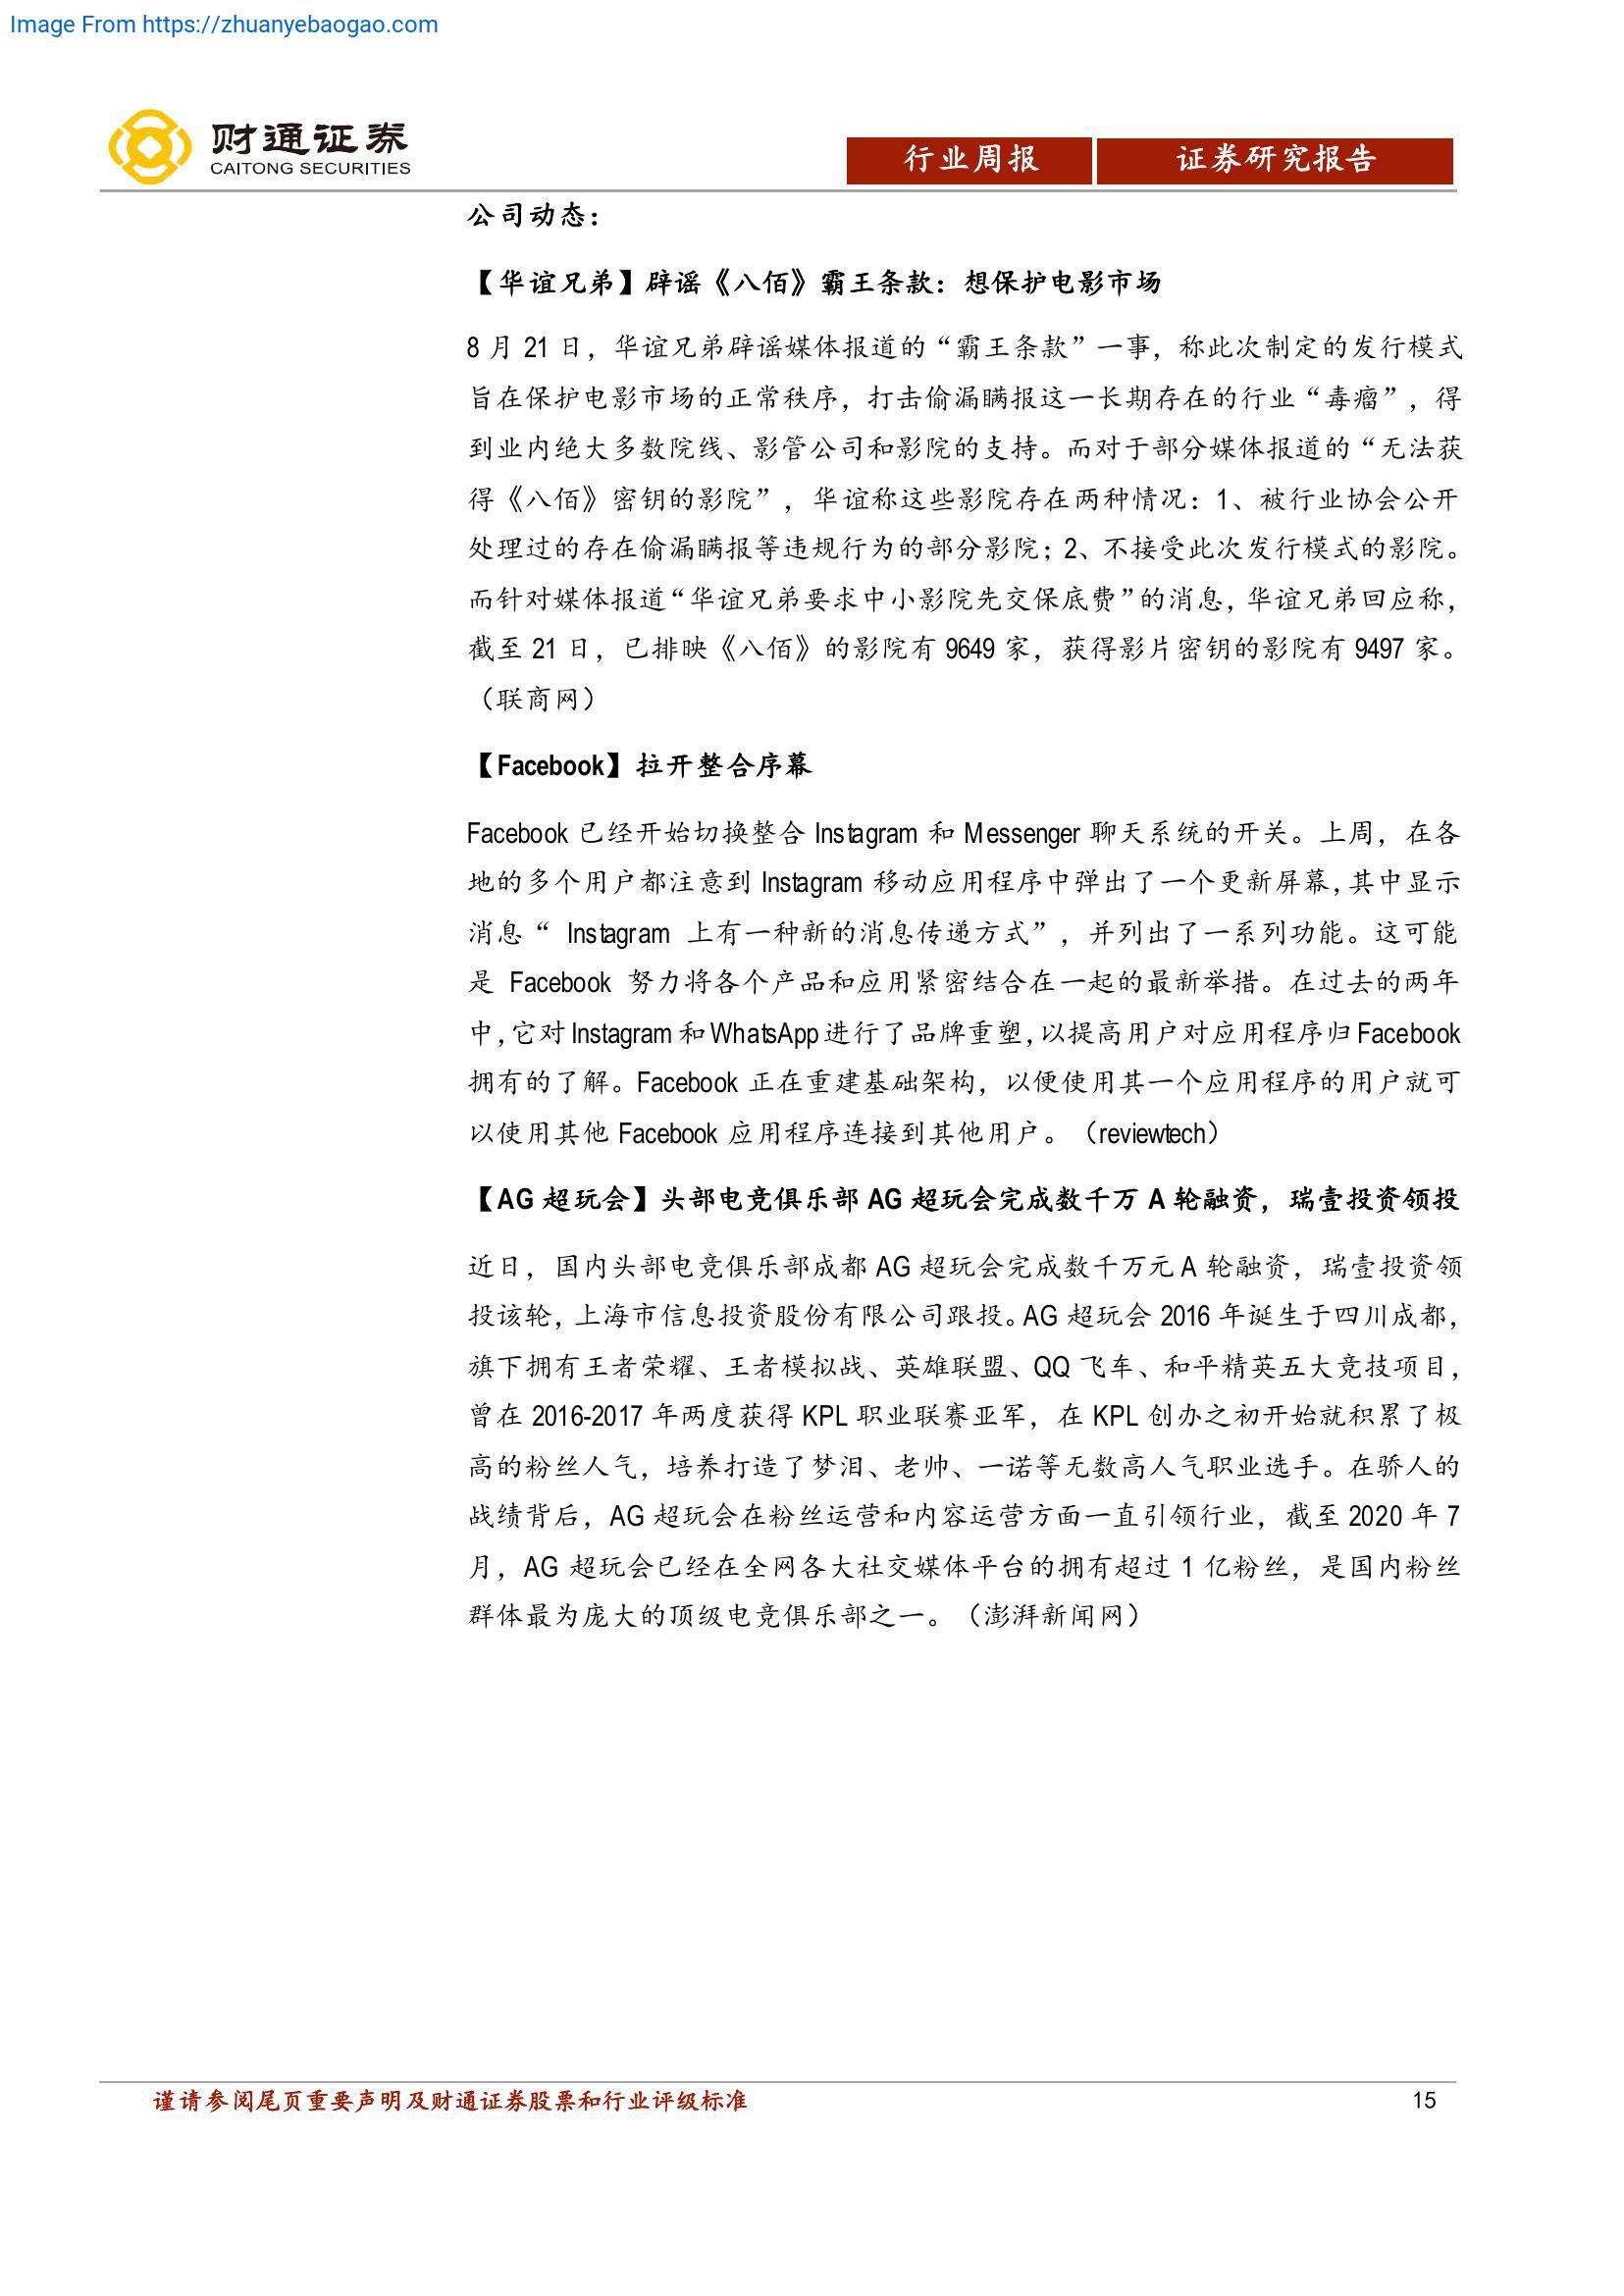 Image From https://zhuanyebaogao.com
财通证券
CAITONG SECURITIES
行业周报
证券研究报告
公司动态：
【华谊兄弟】辟谣《八佰》霸王条款：想保护电影市场
8 月 21 日，华谊兄弟辟谣媒体报道的“霸王条款”一事，称此次制定的发行模式
旨在保护电影市场的正常秩序，打击偷漏瞒报这一长期存在的行业“毒瘤”，得
到业内绝大多数院线、影管公司和影院的支持。而对于部分媒体报道的“无法获
得《八佰》密钥的影院”，华谊称这些影院存在两种情况：1、被行业协会公开
处理过的存在偷漏瞒报等违规行为的部分影院；2、不接受此次发行模式的影院。
而针对媒体报道“华谊兄弟要求中小影院先交保底费”的消息，华谊兄弟回应称，
截至 21 日，已排映《八佰》的影院有 9649 家，获得影片密钥的影院有 9497 家。
（联商网）
【Facebook】拉开整合序幕
Facebook 已经开始切换整合 Instagram 和 Messenger 聊天系统的开关。上周，在各
地的多个用户都注意到 Instagram 移动应用程序中弹出了一个更新屏幕，其中显示
消息“ Instagram 上有一种新的消息传递方式”，并列出了一系列功能。这可能
是 Facebook 努力将各个产品和应用紧密结合在一起的最新举措。在过去的两年
中，它对 Instagram 和 WhatsApp 进行了品牌重塑，以提高用户对应用程序归 Facebook
拥有的了解。Facebook 正在重建基础架构，以便使用其一个应用程序的用户就可
以使用其他 Facebook 应用程序连接到其他用户。（reviewtech）
【AG 超玩会】头部电竞俱乐部 AG 超玩会完成数千万 A 轮融资，瑞壹投资领投
近日，国内头部电竞俱乐部成都 AG 超玩会完成数千万元 A 轮融资，瑞壹投资领
投该轮，上海市信息投资股份有限公司跟投。AG 超玩会 2016 年诞生于四川成都，
旗下拥有王者荣耀、王者模拟战、英雄联盟、QQ 飞车、和平精英五大竞技项目，
曾在 2016-2017 年两度获得 KPL 职业联赛亚军，在 KPL 创办之初开始就积累了极
高的粉丝人气，培养打造了梦泪、老帅、一诺等无数高人气职业选手。在骄人的
战绩背后，AG 超玩会在粉丝运营和内容运营方面一直引领行业，截至 2020 年 7
月，AG 超玩会已经在全网各大社交媒体平台的拥有超过 1 亿粉丝，是国内粉丝
群体最为庞大的顶级电竞俱乐部之一。（澎湃新闻网）
谨请参阅尾页重要声明及财通证券股票和行业评级标准
15